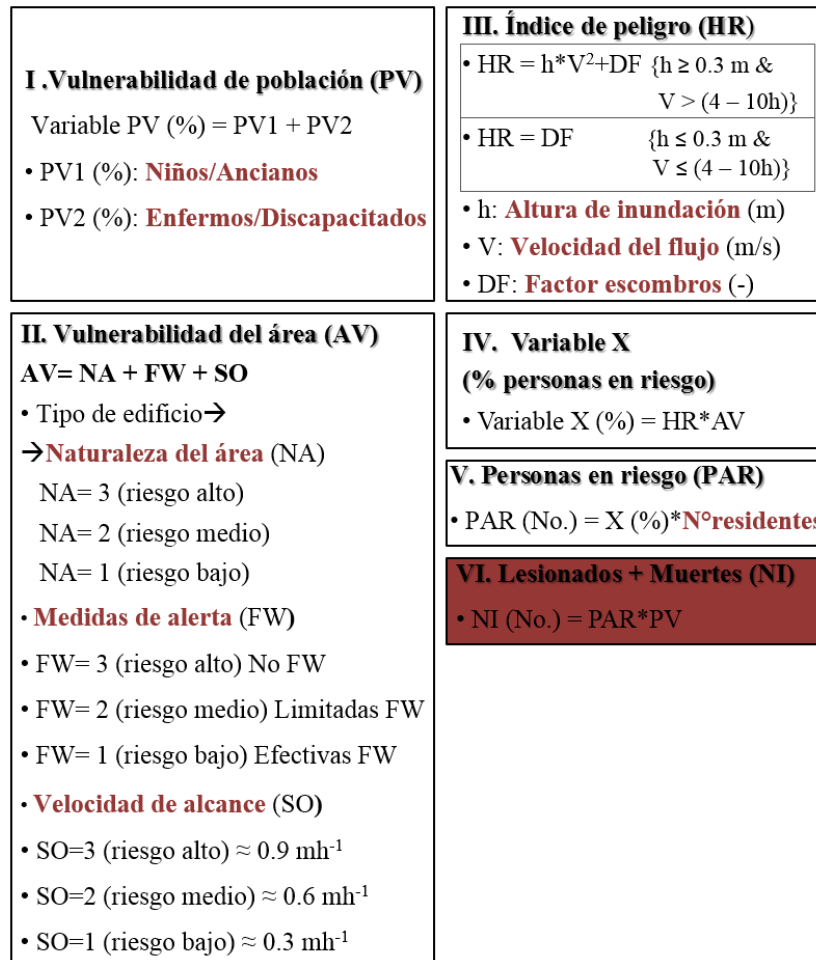 I .Vulnerabilidad de población (PV)
Variable PV (%) = PV1 + PV2
• PV1 (%): Niños/Ancianos
• PV2 (%): Enfermos/Discapacitados
II. Vulnerabilidad del área (AV)
AV= NA + FW + SO
• Tipo de edificio→
→Naturaleza del área (NA)
NA= 3 (riesgo alto)
NA= 2 (riesgo medio)
NA= 1 (riesgo bajo)
• Medidas de alerta (FW)
• FW= 3 (riesgo alto) No FW
• FW= 2 (riesgo medio) Limitadas FW
• FW= 1 (riesgo bajo) Efectivas FW
• Velocidad de alcance (SO)
• SO=3 (riesgo alto) ≈ 0.9 mh⁻¹
• SO=2 (riesgo medio) ≈ 0.6 mh⁻¹
• SO=1 (riesgo bajo) ≈ 0.3 mh⁻¹
III. Índice de peligro (HR)
• HR = h*V²+DF {h ≥ 0.3 m &
V > (4 – 10h)}
• HR = DF {h ≤ 0.3 m &
V ≤ (4 – 10h)}
• h: Altura de inundación (m)
• V: Velocidad del flujo (m/s)
• DF: Factor escombros (-)
IV. Variable X
(% personas en riesgo)
• Variable X (%) = HR*AV
V. Personas en riesgo (PAR)
• PAR (No.) = X (%)*N°residentes
VI. Lesionados + Muertes (NI)
• NI (No.) = PAR*PV